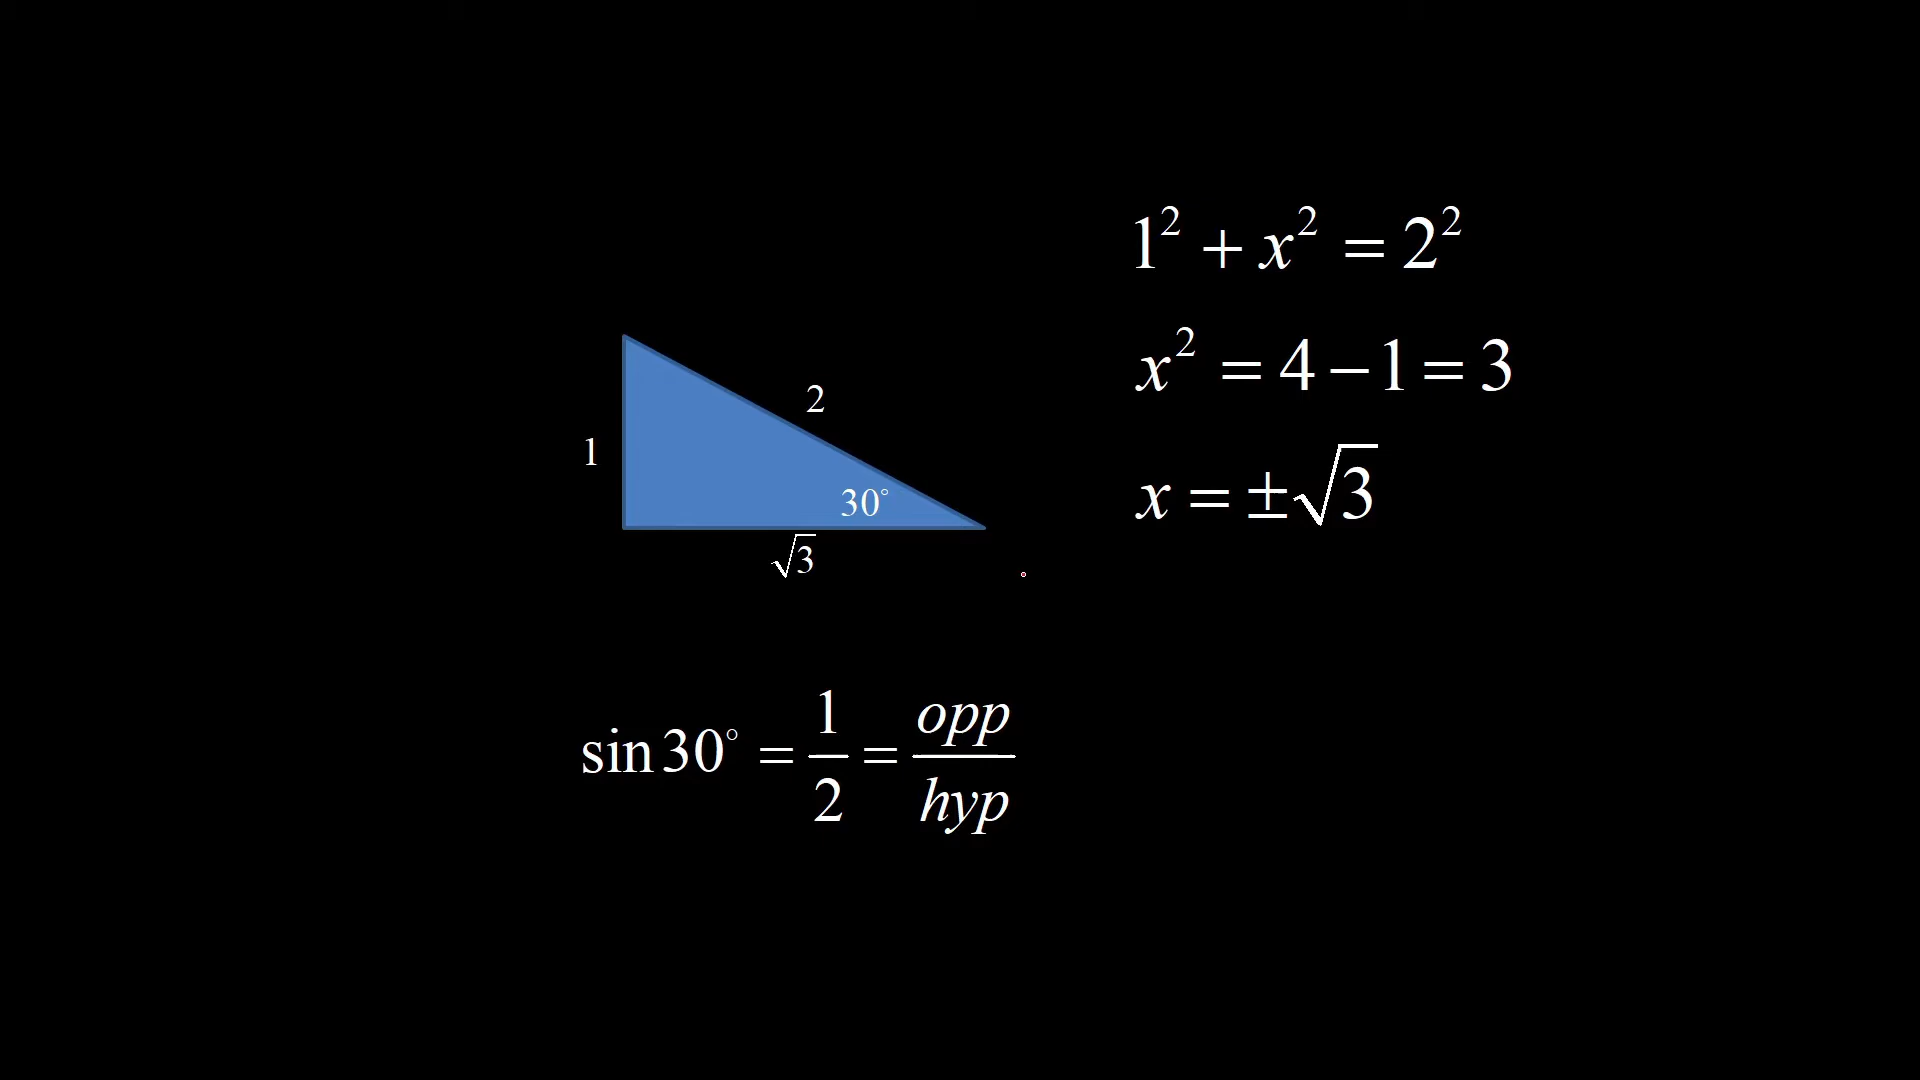 1² + x² = 2²
x² = 4 − 1 = 3
x = ±√3
2
1
30°
√3
sin 30° = 1/2 = opp/hyp